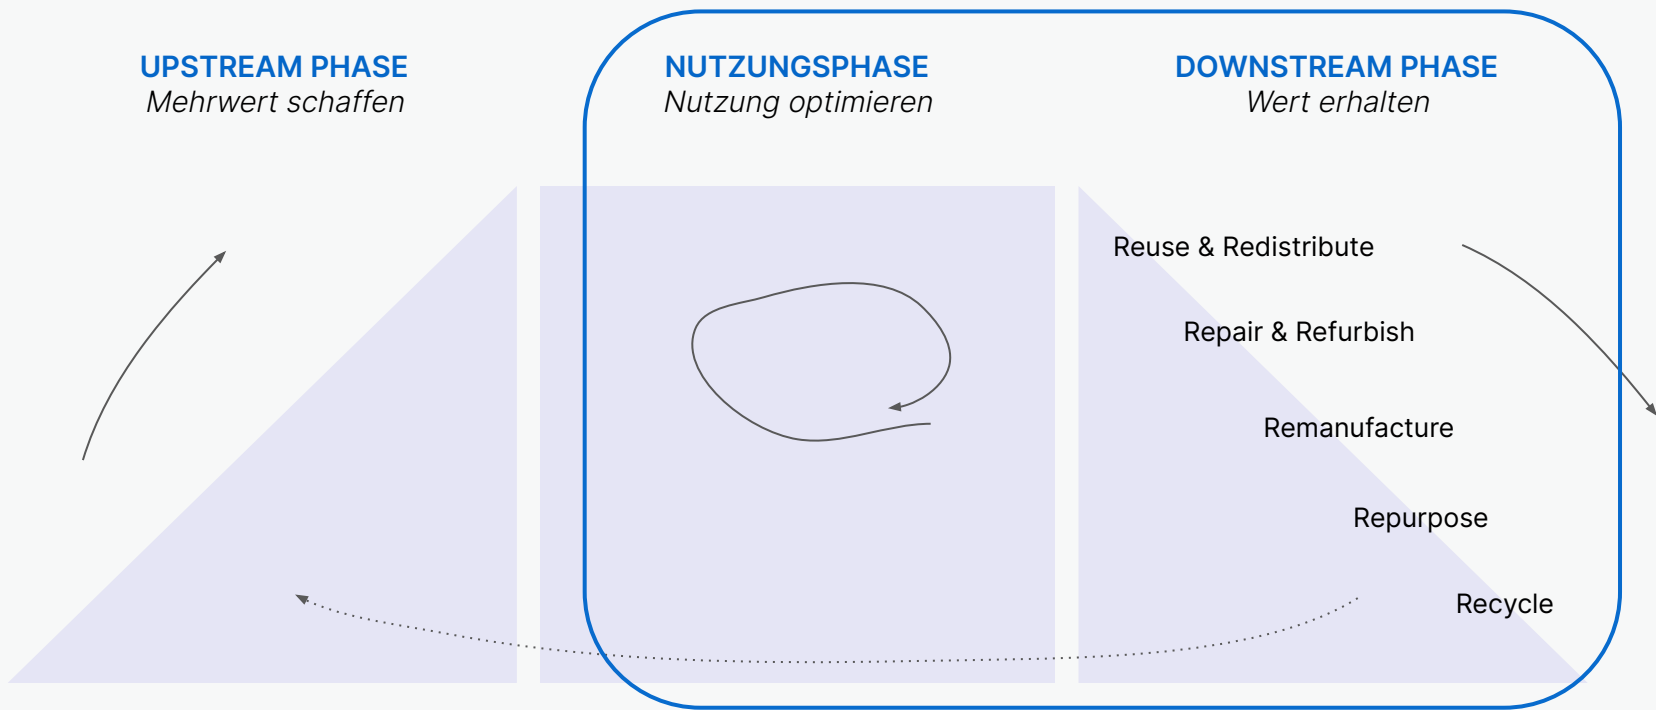 UPSTREAM PHASE
Mehrwert schaffen
NUTZUNGSPHASE
Nutzung optimieren
DOWNSTREAM PHASE
Wert erhalten
Reuse & Redistribute
Repair & Refurbish
Remanufacture
Repurpose
Recycle